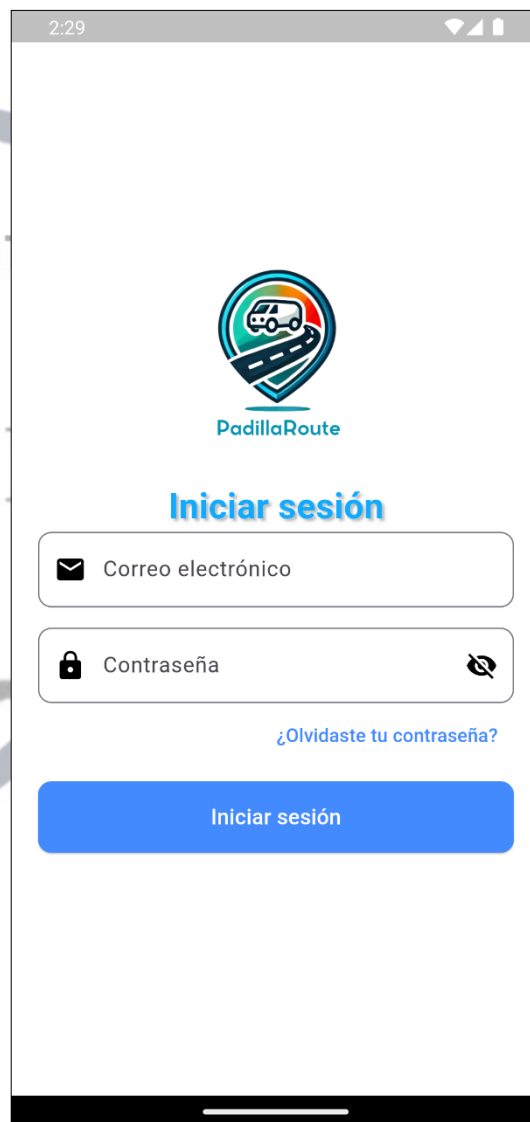 2:29
PadillaRoute
Iniciar sesión
Correo electrónico
Contraseña
¿Olvidaste tu contraseña?
Iniciar sesión